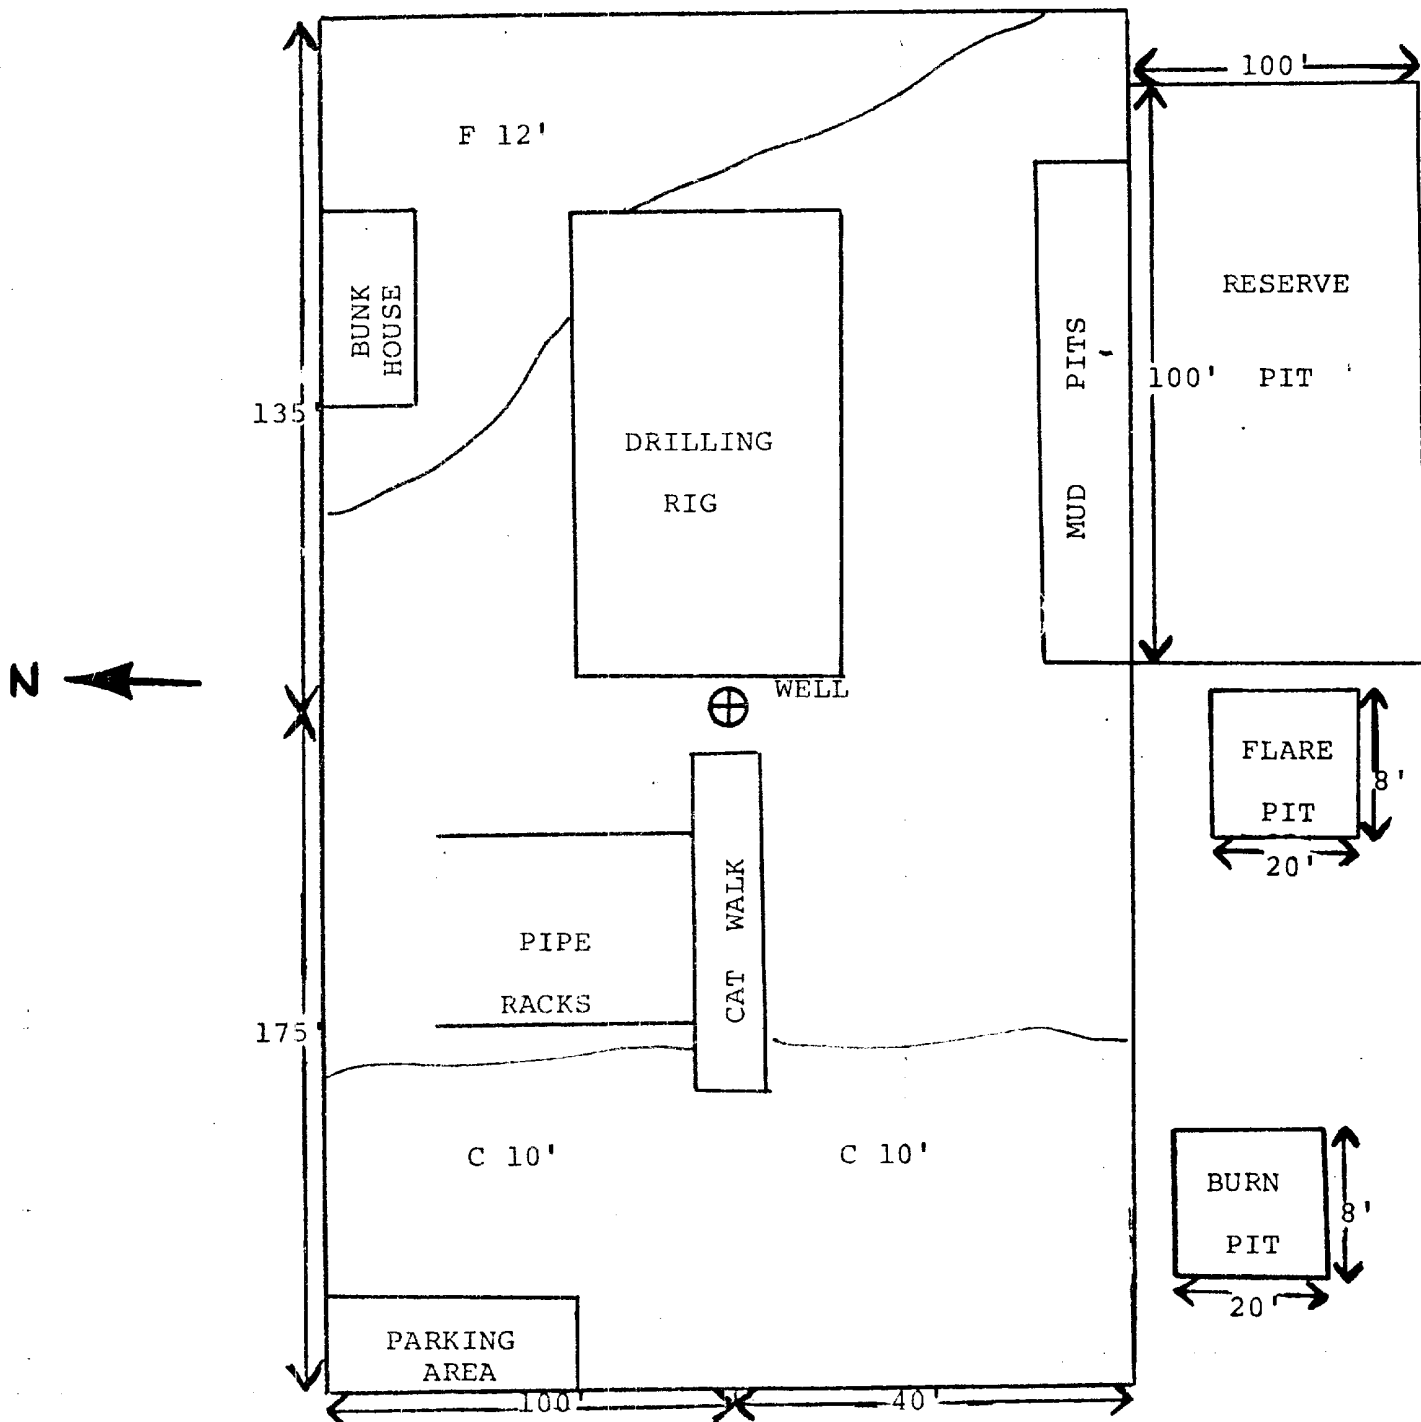 100'
F 12'
RESERVE
PIT
BUNK
HOUSE
MUD PITS
100'
135
DRILLING
RIG
N
WELL
FLARE
PIT
8'
20'
CAT WALK
PIPE
RACKS
175
C 10'
C 10'
BURN
PIT
8'
20'
PARKING
AREA
100'
40'